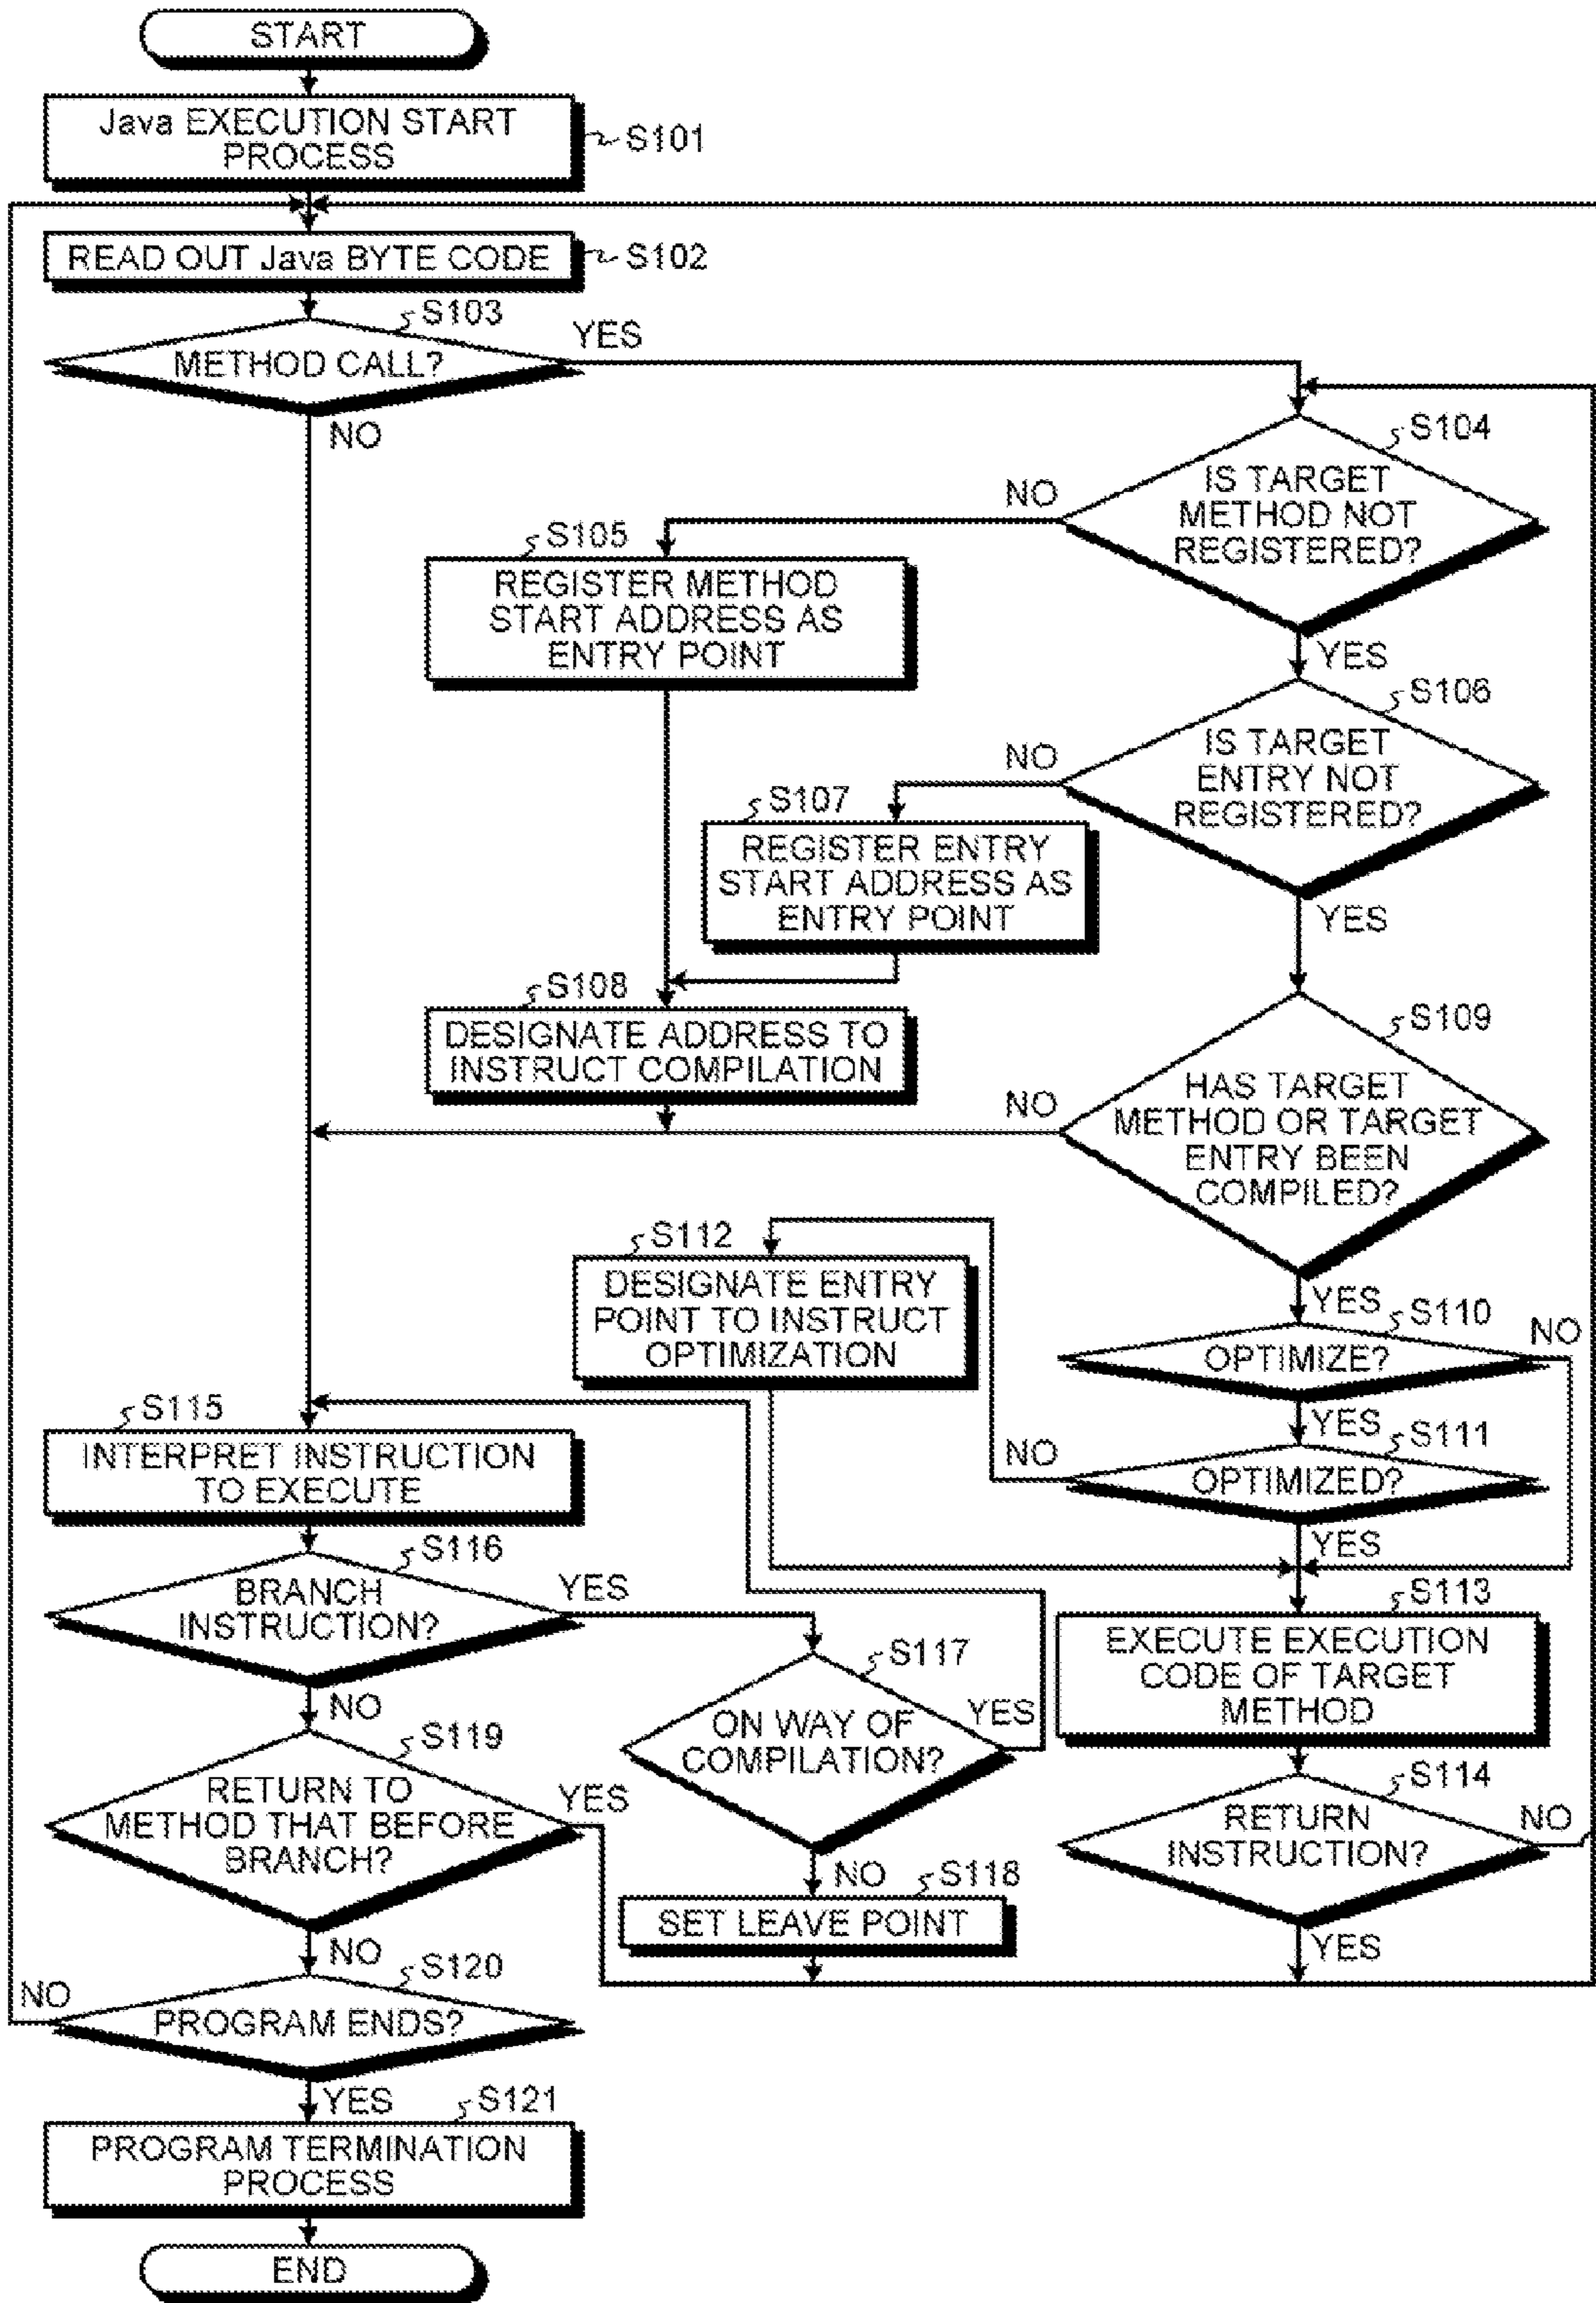 START
Java EXECUTION START
PROCESS
S101
READ OUT Java BYTE CODE
S102
S103
METHOD CALL?
YES
NO
S104
IS TARGET
METHOD NOT
REGISTERED?
NO
YES
S105
REGISTER METHOD
START ADDRESS AS
ENTRY POINT
S106
IS TARGET
ENTRY NOT
REGISTERED?
NO
YES
S107
REGISTER ENTRY
START ADDRESS AS
ENTRY POINT
S108
DESIGNATE ADDRESS TO
INSTRUCT COMPILATION
S109
HAS TARGET
METHOD OR TARGET
ENTRY BEEN
COMPILED?
NO
YES
S110
OPTIMIZE?
NO
YES
S111
OPTIMIZED?
NO
YES
S112
DESIGNATE ENTRY
POINT TO INSTRUCT
OPTIMIZATION
S113
EXECUTE EXECUTION
CODE OF TARGET
METHOD
S114
RETURN
INSTRUCTION?
NO
YES
S115
INTERPRET INSTRUCTION
TO EXECUTE
S116
BRANCH
INSTRUCTION?
YES
NO
S117
ON WAY OF
COMPILATION?
YES
NO
S118
SET LEAVE POINT
S119
RETURN TO
METHOD THAT BEFORE
BRANCH?
YES
NO
S120
PROGRAM ENDS?
NO
YES
S121
PROGRAM TERMINATION
PROCESS
END